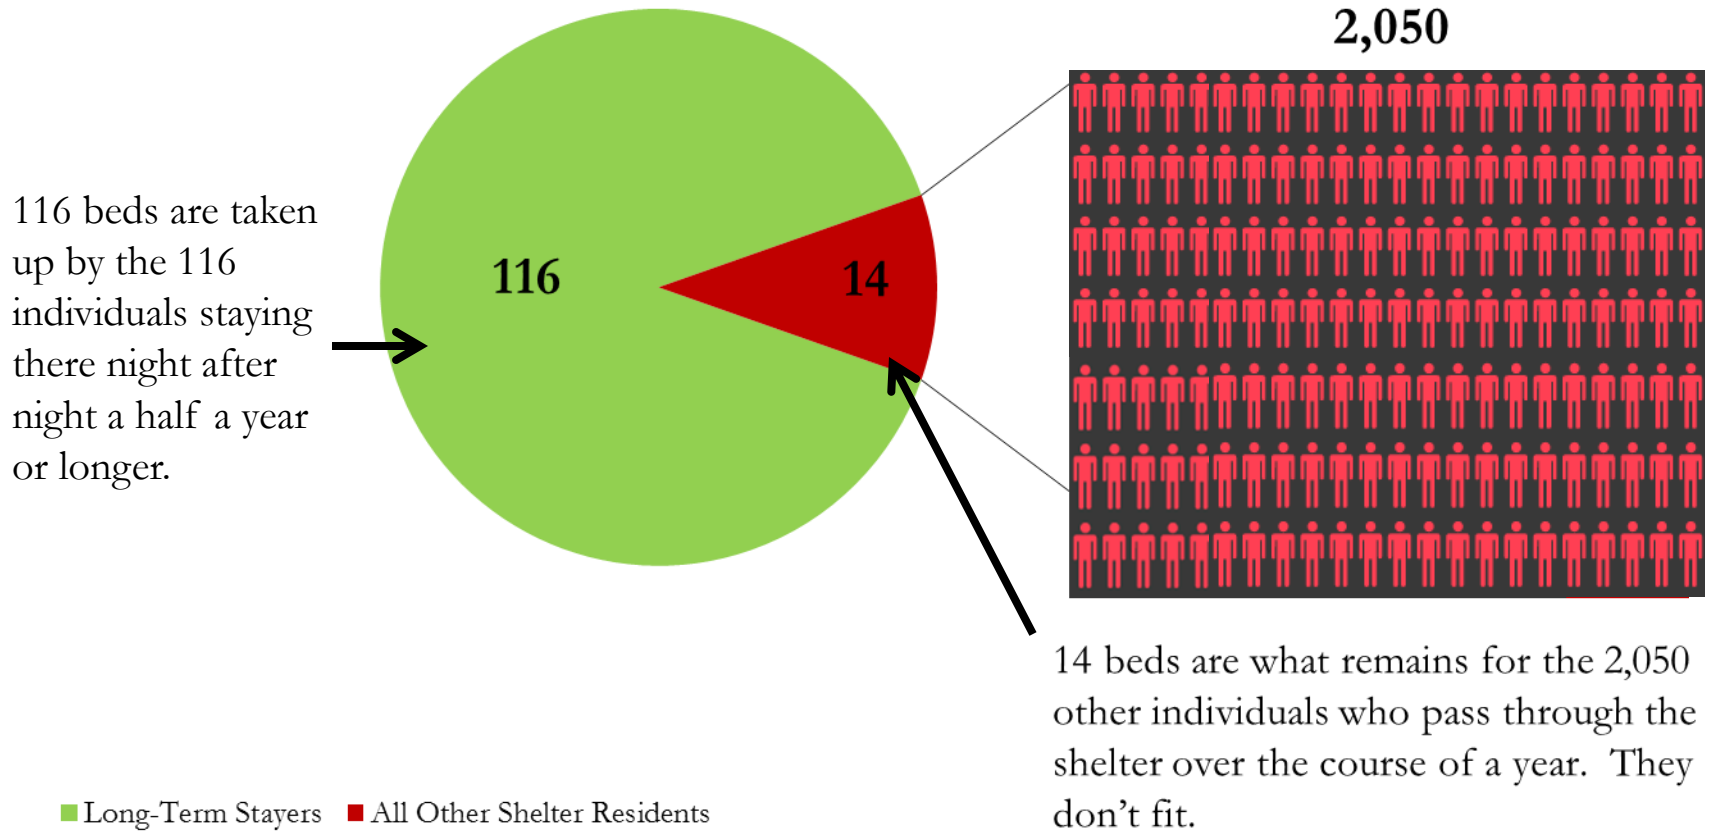 2,050
116 beds are taken
up by the 116
individuals staying
there night after
night a half a year
or longer.
116
14
14 beds are what remains for the 2,050
other individuals who pass through the
shelter over the course of a year. They
don't fit.
Long-Term Stayers
All Other Shelter Residents